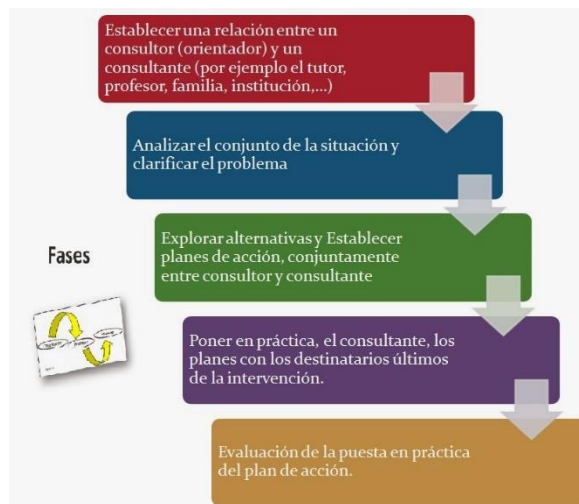 Establecer una relación entre un
consultor (orientador) y un
consultante (por ejemplo el tutor,
profesor, familia, institución,...)
Analizar el conjunto de la situación y
clarificar el problema
Explorar alternativas y Establecer
planes de acción, conjuntamente
entre consultor y consultante
Fases
Poner en práctica, el consultante, los
planes con los destinatarios últimos
de la intervención.
Evaluación de la puesta en práctica
del plan de acción.